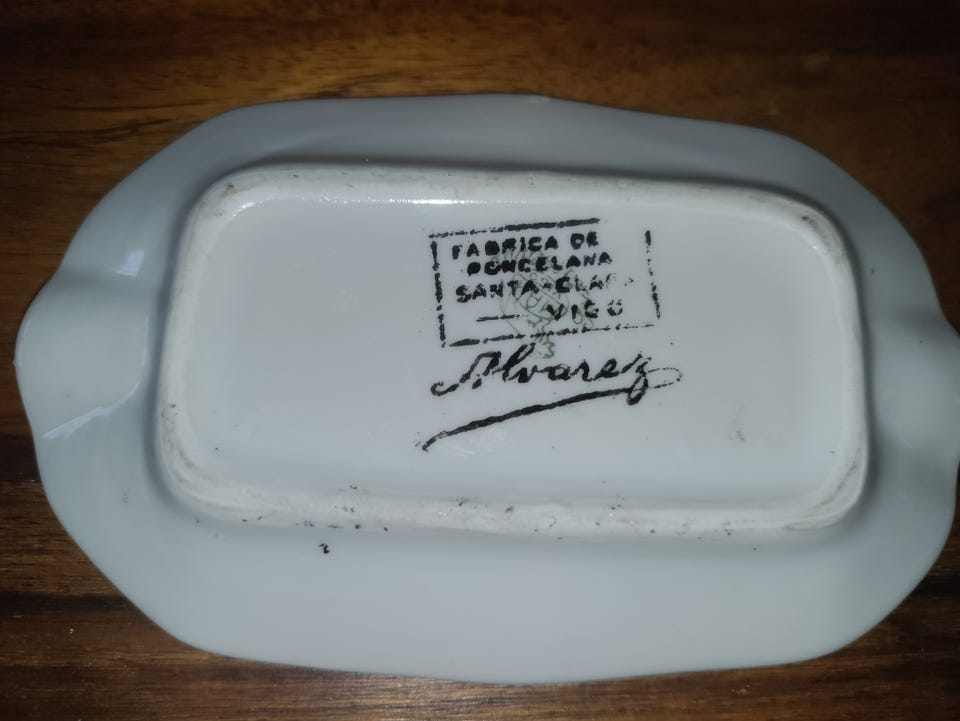 FABRICA DE
PORCELANA
SANTA-CLARA
VIGO
Alvarez